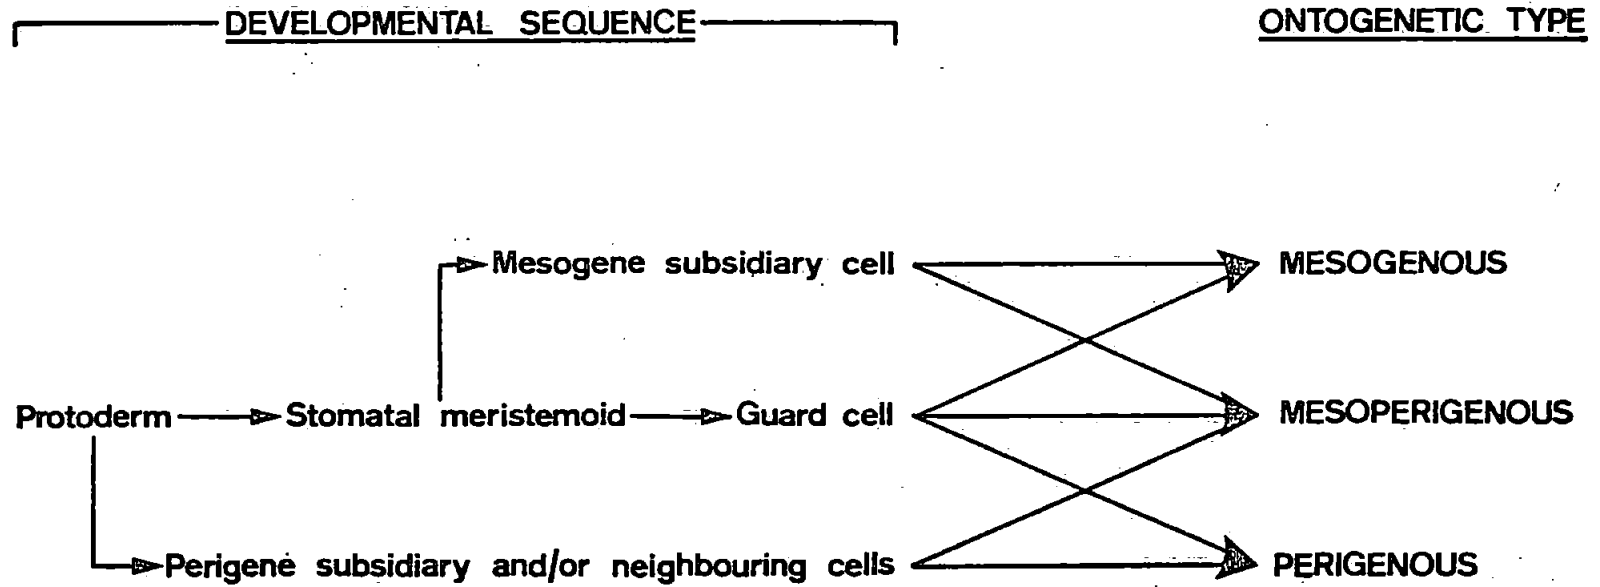 DEVELOPMENTAL SEQUENCE
ONTOGENETIC TYPE
Mesogene subsidiary cell
MESOGENOUS
Protoderm
Stomatal meristemoid
Guard cell
MESOPERIGENOUS
Perigene subsidiary and/or neighbouring cells
PERIGENOUS